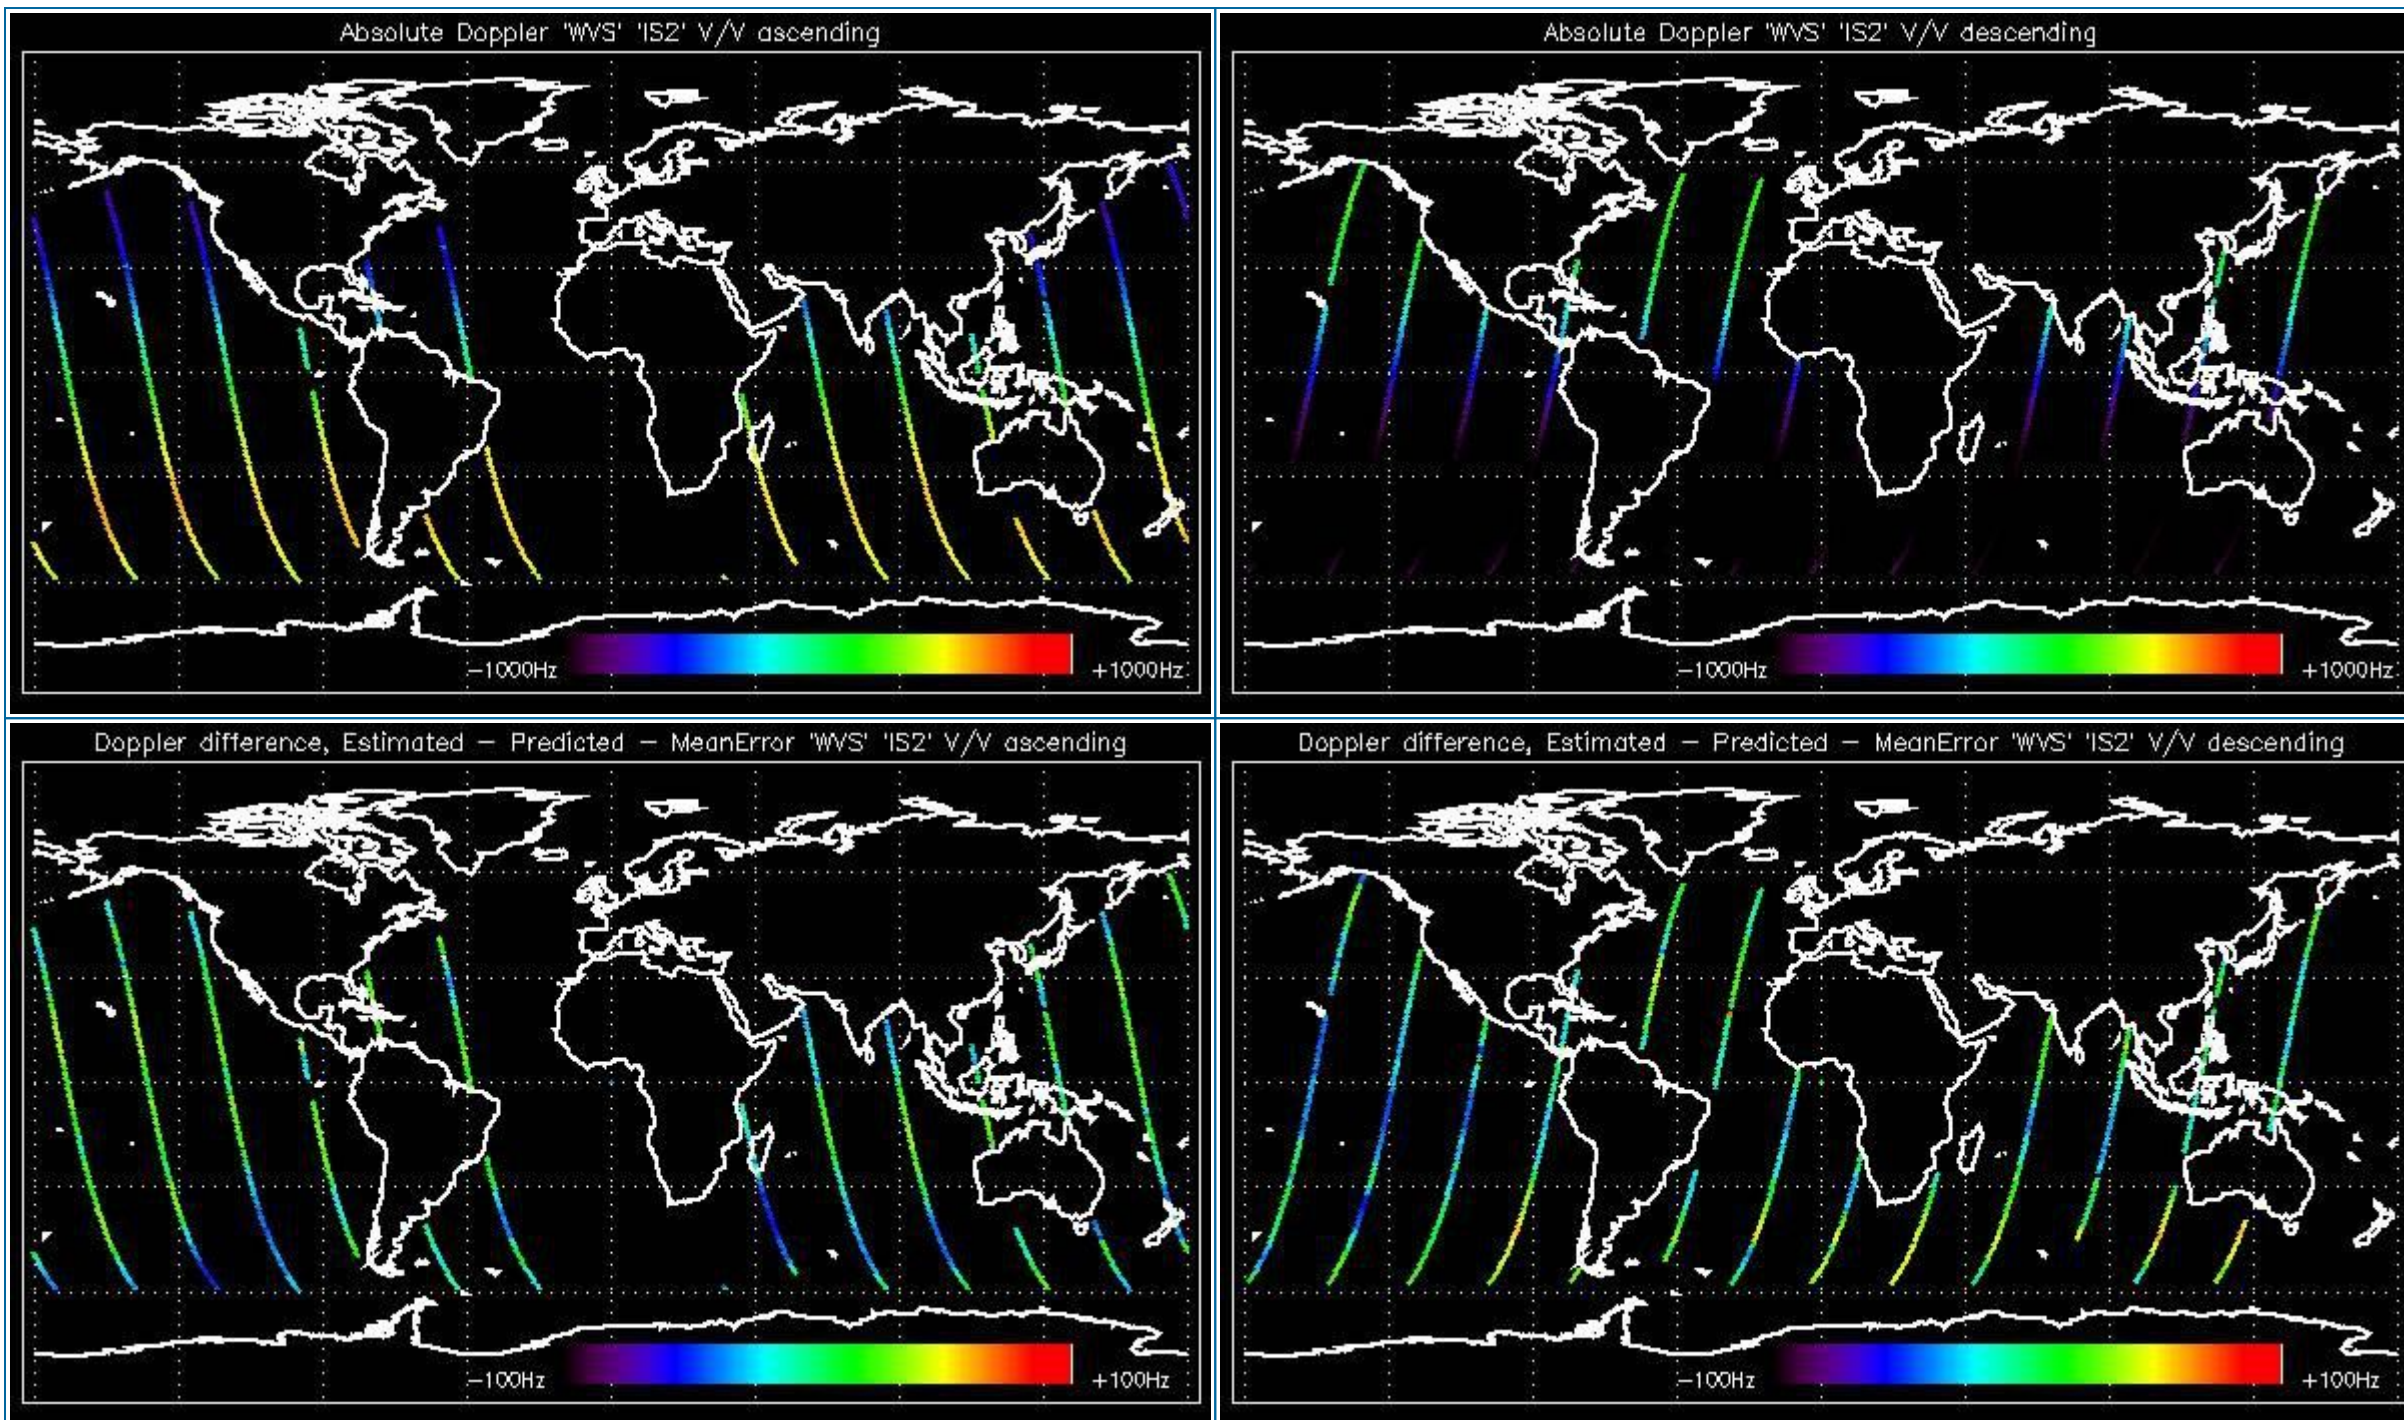 Absolute Doppler 'WVS' 'IS2' V/V ascending
-1000Hz +1000Hz
Absolute Doppler 'WVS' 'IS2' V/V descending
-1000Hz +1000Hz
Doppler difference, Estimated - Predicted - MeanError 'WVS' 'IS2' V/V ascending
-100Hz +100Hz
Doppler difference, Estimated - Predicted - MeanError 'WVS' 'IS2' V/V descending
-100Hz +100Hz